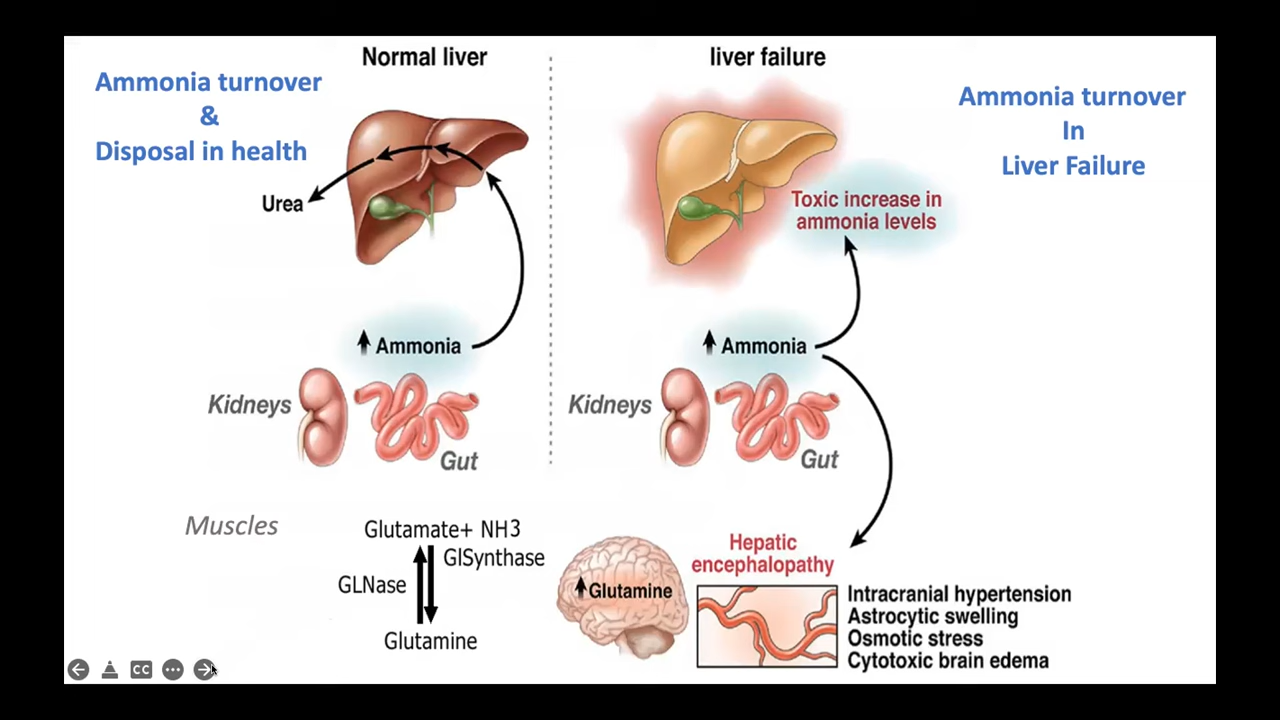 Normal liver
Ammonia turnover
&
Disposal in health
Urea
Ammonia
Kidneys
Gut
Muscles
Glutamate+ NH3
GlSynthase
GLNase
Glutamine
liver failure
Ammonia turnover
In
Liver Failure
Toxic increase in
ammonia levels
Ammonia
Kidneys
Gut
Glutamine
Hepatic
encephalopathy
Intracranial hypertension
Astrocytic swelling
Osmotic stress
Cytotoxic brain edema
CC